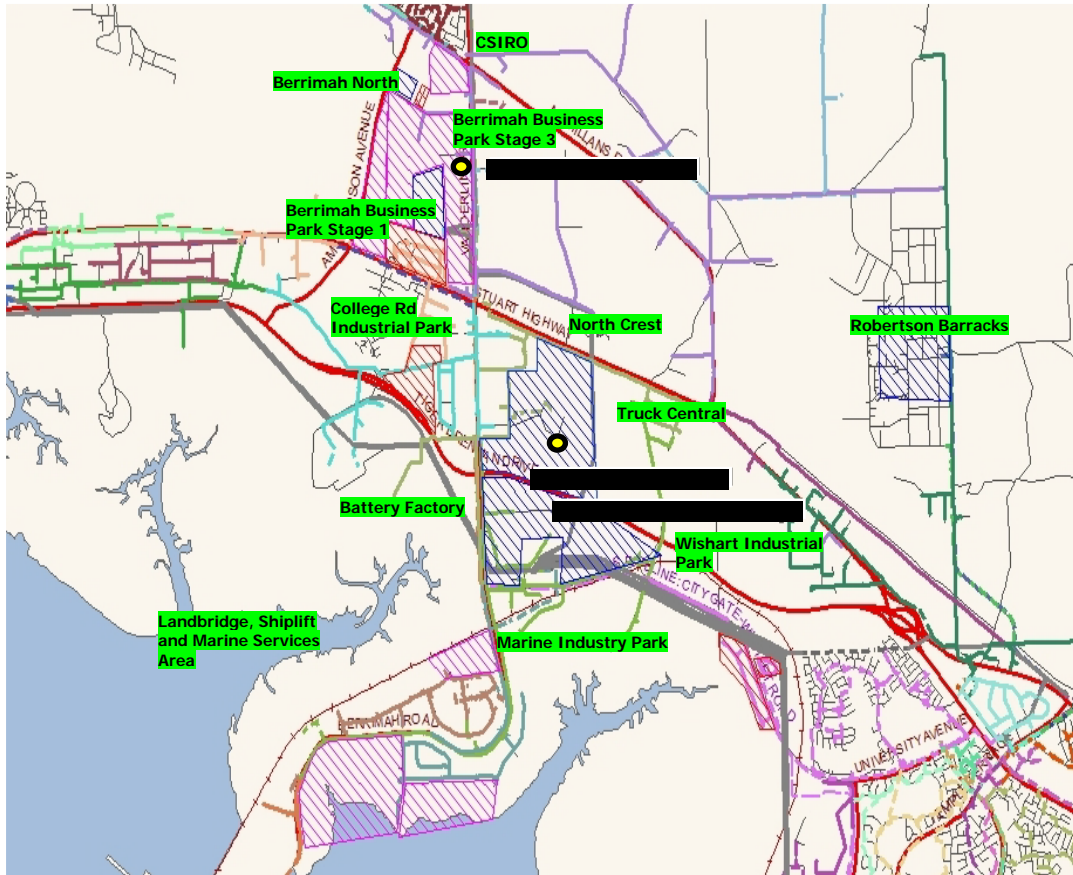 CSIRO
Berrimah North
Berrimah Business
Park Stage 3
Berrimah Business
Park Stage 1
College Rd
Industrial Park
STUART HIGHWAY
North Crest
Robertson Barracks
Truck Central
Battery Factory
Wishart Industrial
Park
Landbridge, Shiplift
and Marine Services
Area
Marine Industry Park
BERRIMAH ROAD
ROAD
UNIVERSITY AVENUE